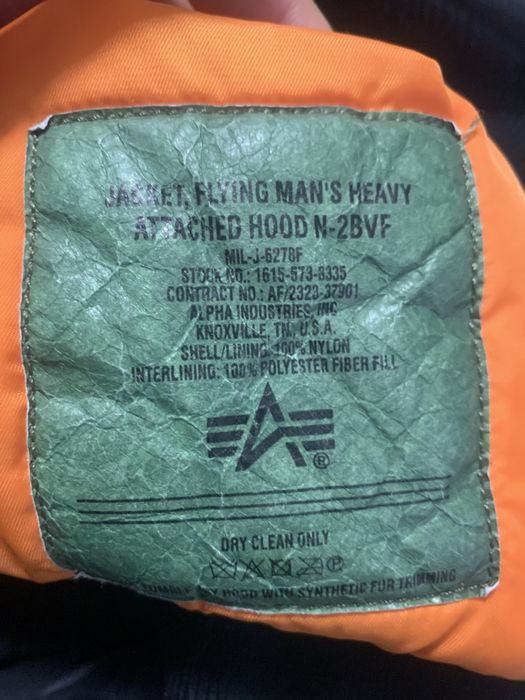 JACKET, FLYING MAN'S HEAVY
ATTACHED HOOD N-2BVF
MIL-J-6278F
STOCK NO.: 1615-573-8335
CONTRACT NO.: AF/2323-37901
ALPHA INDUSTRIES, INC
KNOXVILLE, TN, U.S.A.
SHELL/LINING: 100% NYLON
INTERLINING: 100% POLYESTER FIBER FILL
®
DRY CLEAN ONLY
TUMBLE DRY HOOD WITH SYNTHETIC FUR TRIMMING